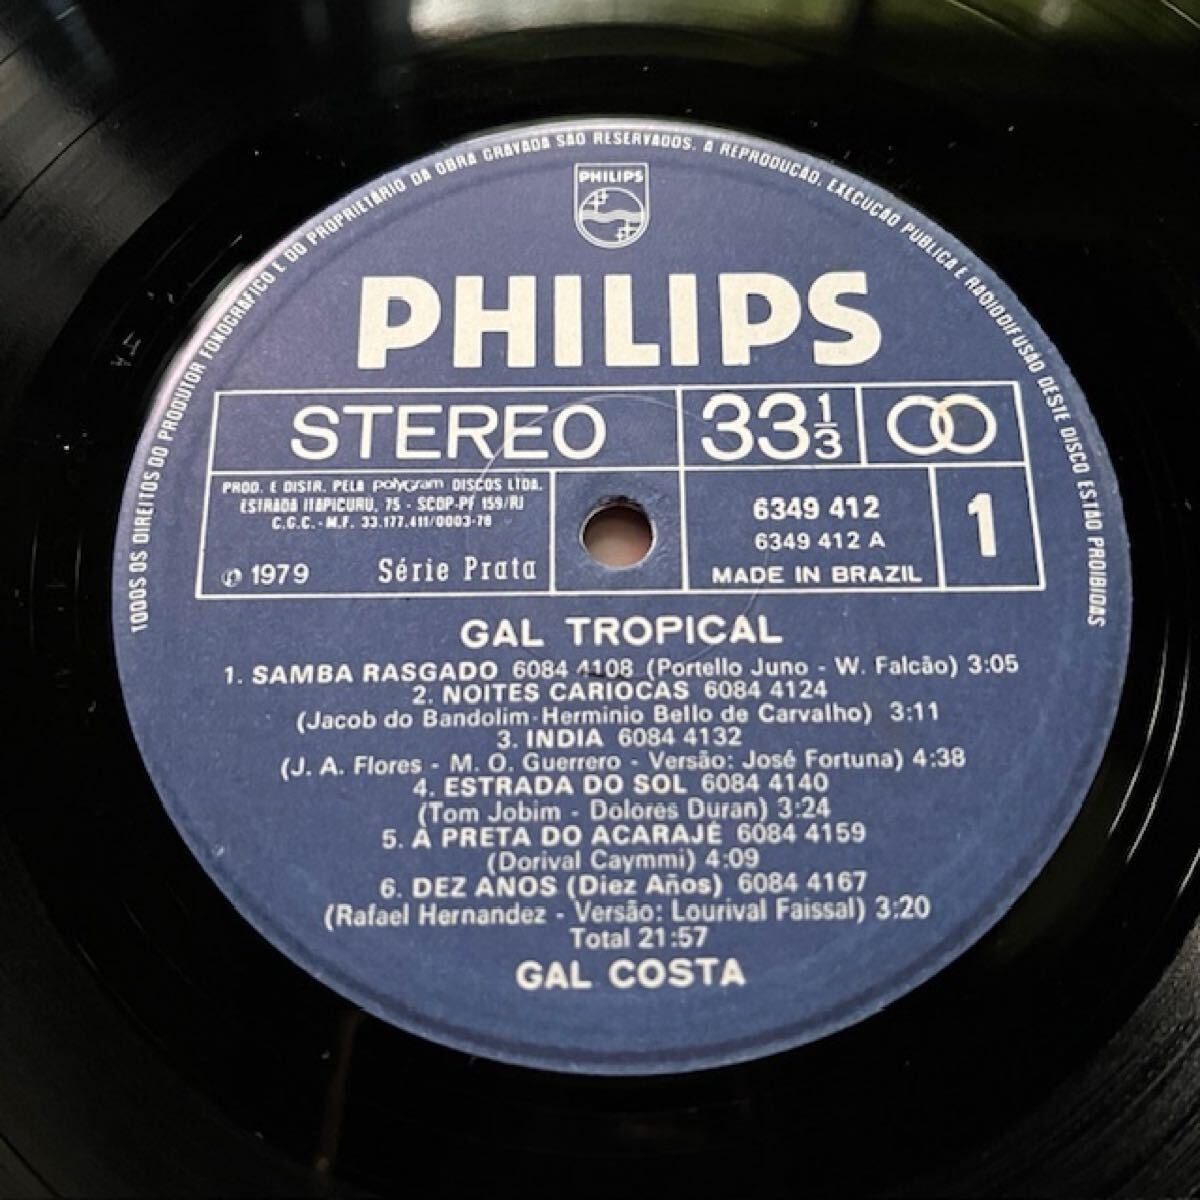 TODOS OS DIREITOS DO PRODUTOR FONOGRÁFICO E DO PROPRIETÁRIO DA OBRA GRAVADA SÃO RESERVADOS. A REPRODUÇÃO, EXECUÇÃO PÚBLICA E RADIODIFUSÃO DESTE DISCO ESTÃO PROIBIDAS
PHILIPS
PHILIPS
STEREO 33 1/3
PROD. E DISTR. PELA polygram DISCOS LTDA.
ESTRADA ITAPICURU, 75 - SCDP-PF 159/RJ
C.G.C. - M.F. 33.177.411/0003-76
℗ 1979 Série Prata
6349 412
6349 412 A
MADE IN BRAZIL
1
GAL TROPICAL
1. SAMBA RASGADO 6084 4108 (Portello Juno - W. Falcão) 3:05
2. NOITES CARIOCAS 6084 4124
(Jacob do Bandolim-Herminio Bello de Carvalho) 3:11
3. INDIA 6084 4132
(J. A. Flores - M. O. Guerrero - Versão: José Fortuna) 4:38
4. ESTRADA DO SOL 6084 4140
(Tom Jobim - Dolores Duran) 3:24
5. A PRETA DO ACARAJÉ 6084 4159
(Dorival Caymmi) 4:09
6. DEZ ANOS (Diez Años) 6084 4167
(Rafael Hernandez - Versão: Lourival Faissal) 3:20
Total 21:57
GAL COSTA